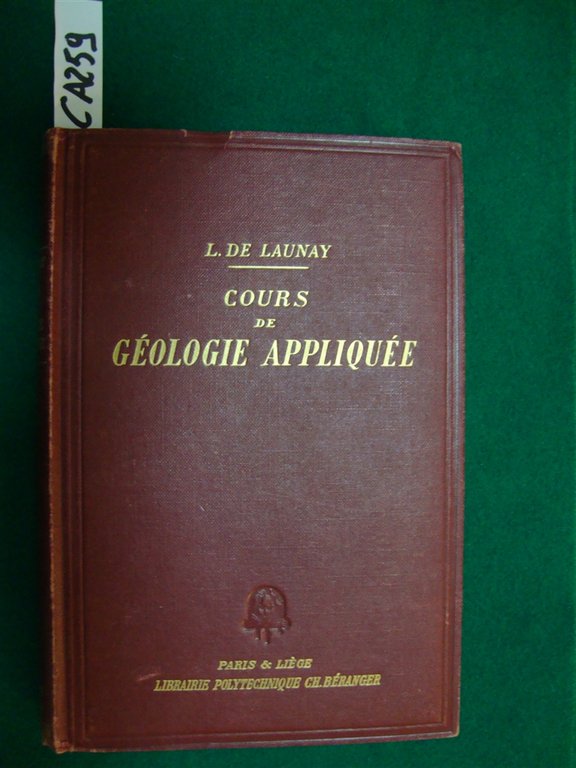 CA259
L. DE LAUNAY
COURS
DE
GÉOLOGIE APPLIQUÉE
PARIS & LIÈGE
LIBRAIRIE POLYTECHNIQUE CH. BÉRANGER